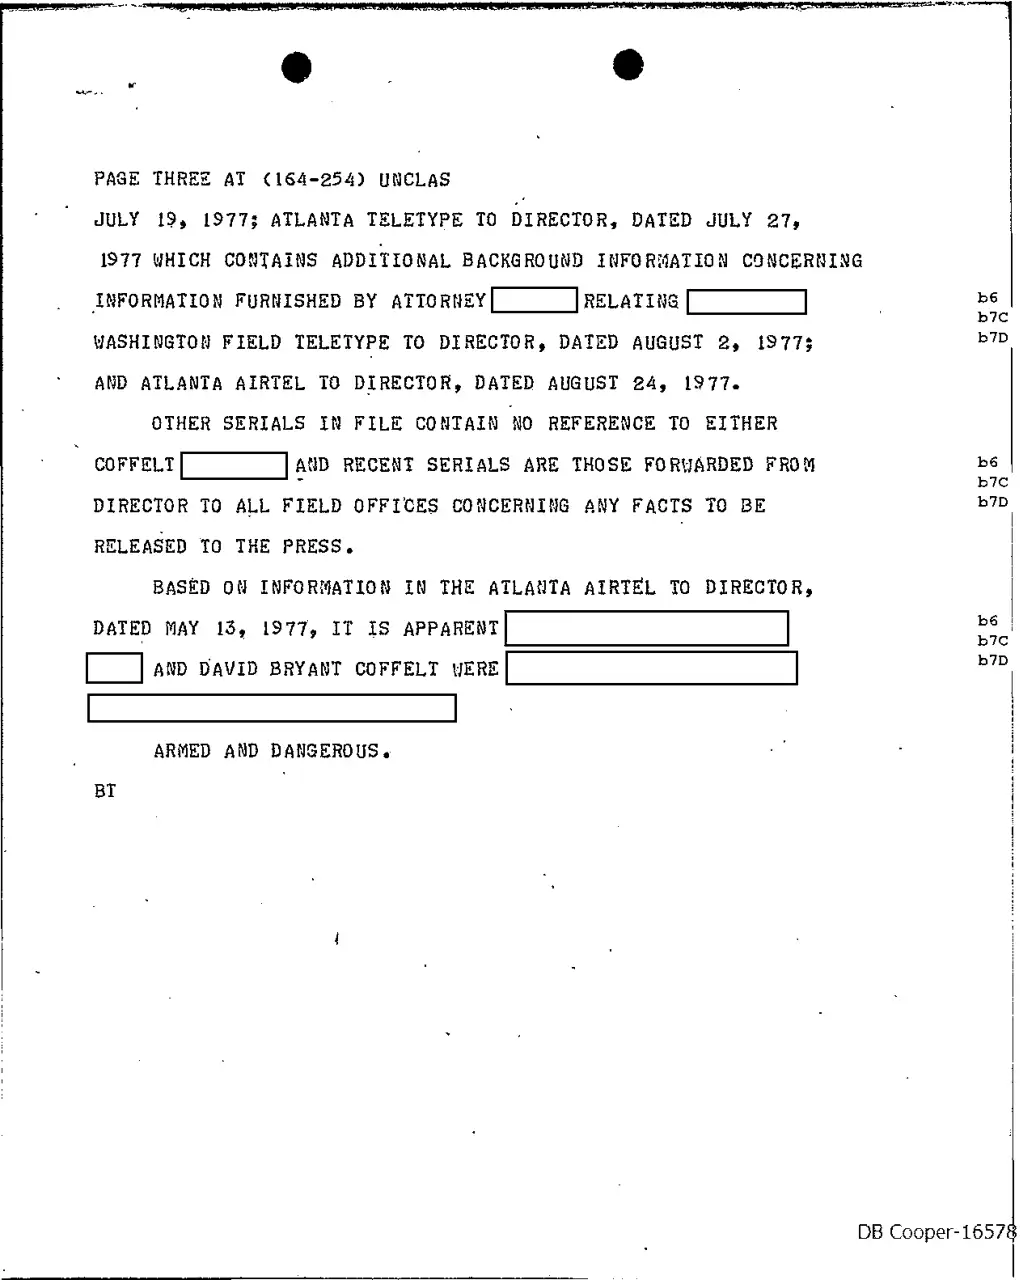 PAGE THREE AT (164-254) UNCLAS
JULY 19, 1977; ATLANTA TELETYPE TO DIRECTOR, DATED JULY 27,
1977 WHICH CONTAINS ADDITIONAL BACKGROUND INFORMATION CONCERNING
INFORMATION FURNISHED BY ATTORNEY RELATING
b6
b7C
b7D
WASHINGTON FIELD TELETYPE TO DIRECTOR, DATED AUGUST 2, 1977;
AND ATLANTA AIRTEL TO DIRECTOR, DATED AUGUST 24, 1977.
OTHER SERIALS IN FILE CONTAIN NO REFERENCE TO EITHER
COFFELT AND RECENT SERIALS ARE THOSE FORWARDED FROM
b6
b7C
b7D
DIRECTOR TO ALL FIELD OFFICES CONCERNING ANY FACTS TO BE
RELEASED TO THE PRESS.
BASED ON INFORMATION IN THE ATLANTA AIRTEL TO DIRECTOR,
DATED MAY 13, 1977, IT IS APPARENT
b6
b7C
b7D
AND DAVID BRYANT COFFELT WERE
ARMED AND DANGEROUS.
BT
DB Cooper-16578